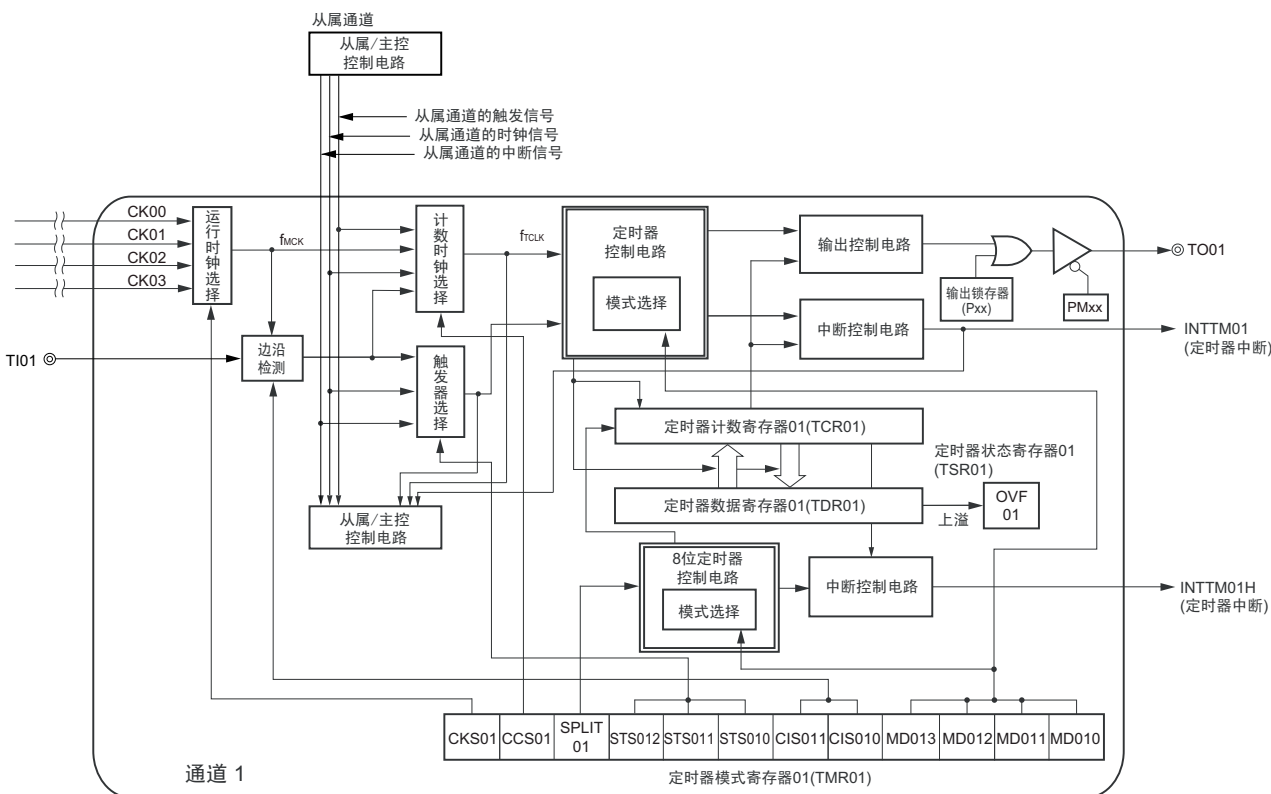 从属通道
从属/主控
控制电路
从属通道的触发信号
从属通道的时钟信号
从属通道的中断信号
CK00
CK01
CK02
CK03
运行时钟选择
fMCK
计数时钟选择
fTCLK
定时器
控制电路
模式选择
输出控制电路
输出锁存器
(Pxx)
PMxx
TO01
中断控制电路
INTTM01
(定时器中断)
TI01
边沿
检测
触发器选择
定时器计数寄存器01(TCR01)
定时器状态寄存器01
(TSR01)
定时器数据寄存器01(TDR01)
上溢
OVF
01
从属/主控
控制电路
8位定时器
控制电路
模式选择
中断控制电路
INTTM01H
(定时器中断)
CKS01 CCS01 SPLIT
01 STS012 STS011 STS010 CIS011 CIS010 MD013 MD012 MD011 MD010
通道 1
定时器模式寄存器01(TMR01)